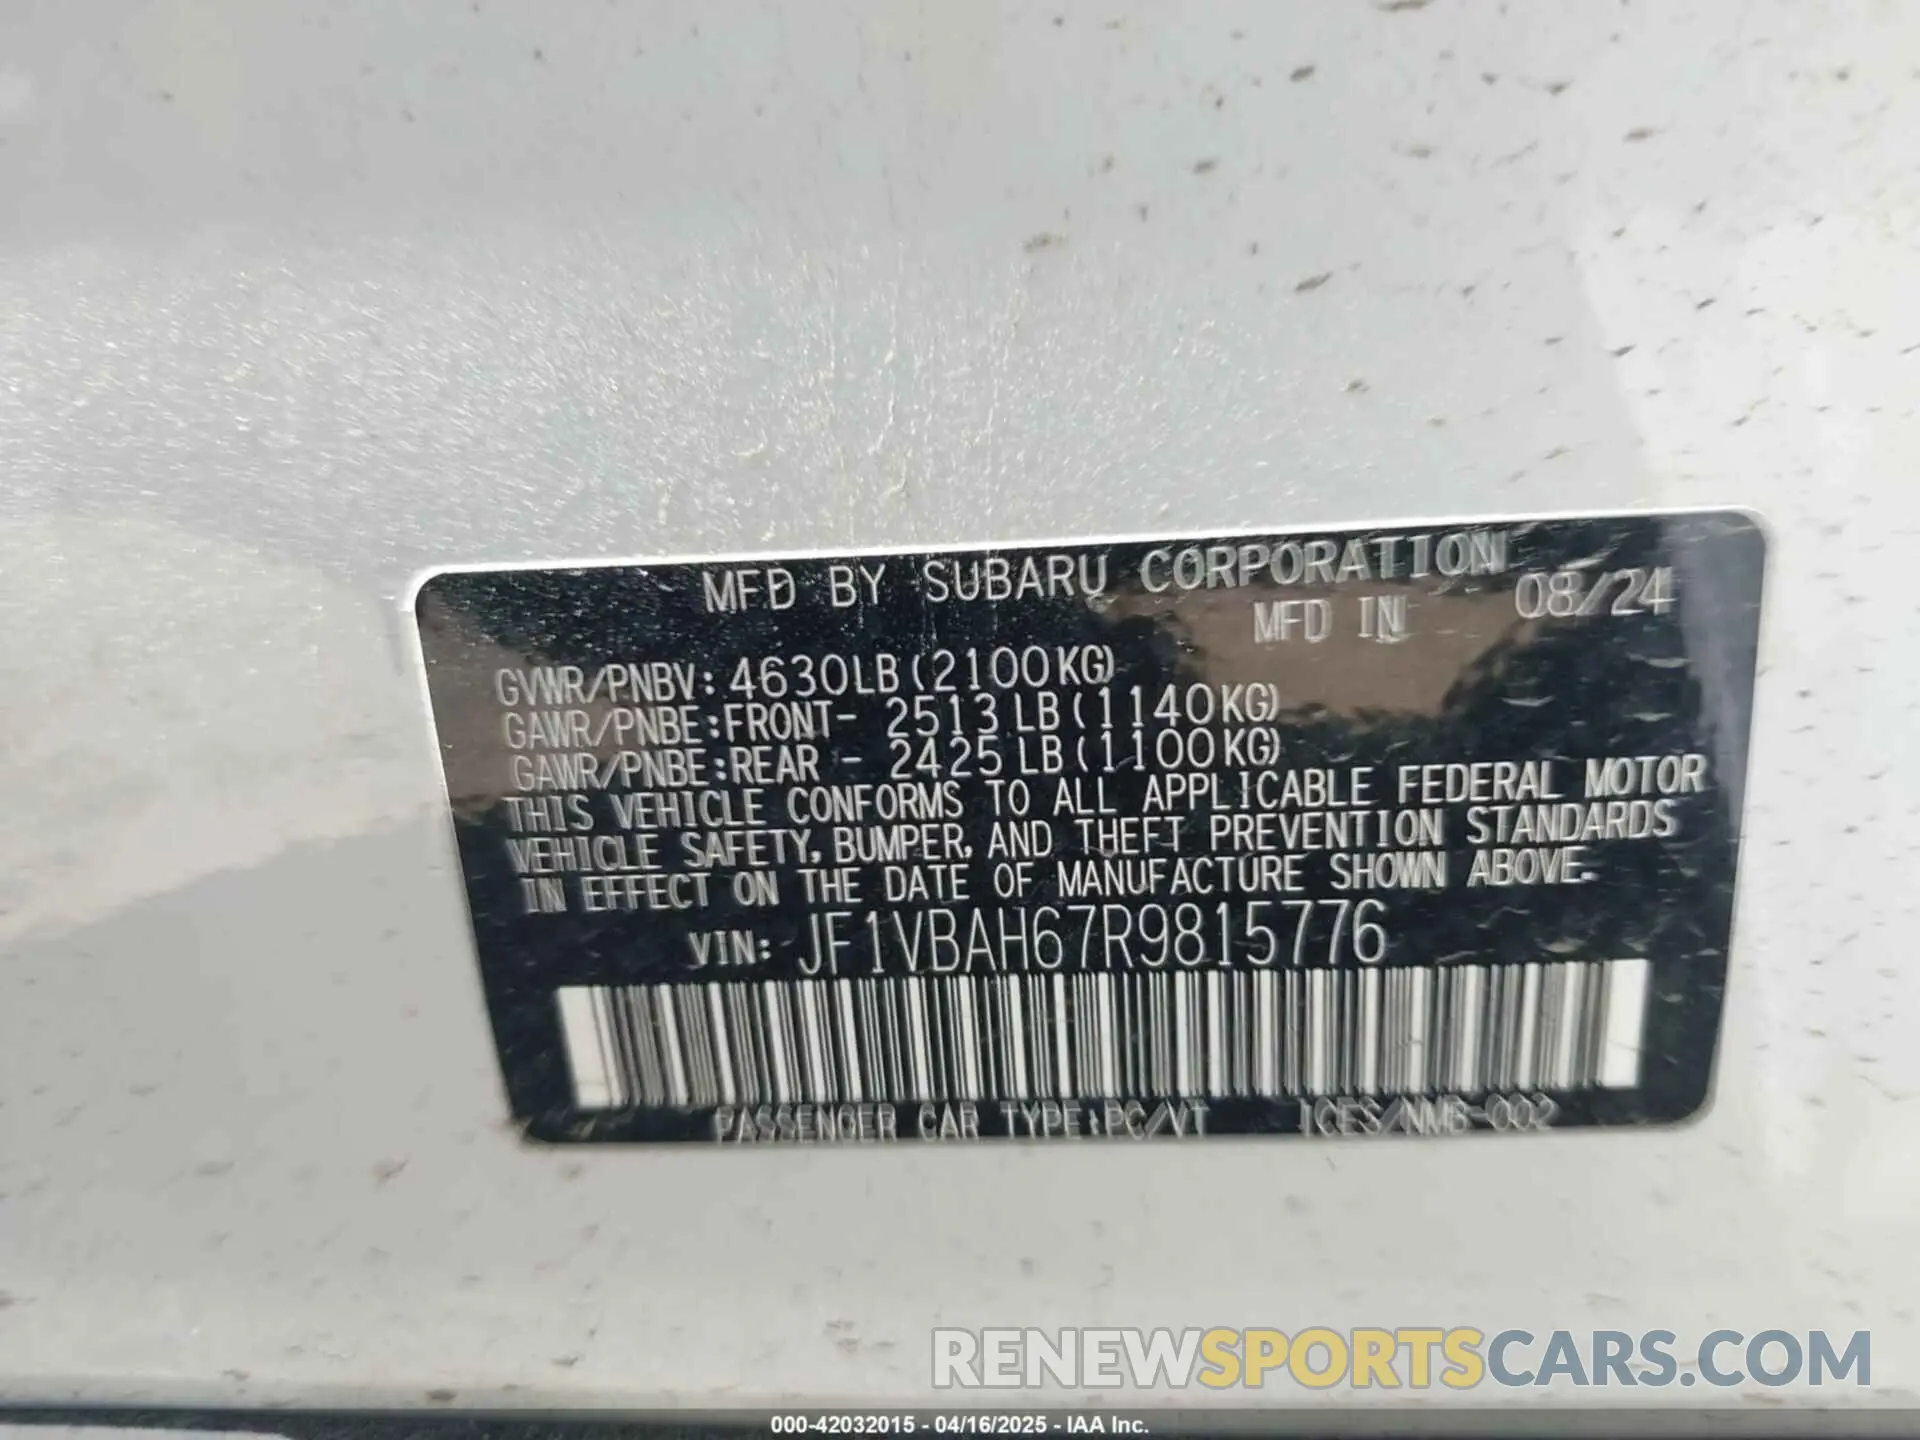 MFD BY SUBARU CORPORATION
MFD IN 08/24
GVWR/PNBV: 4630LB(2100KG)
GAWR/PNBE:FRONT- 2513LB(1140KG)
GAWR/PNBE:REAR - 2425LB(1100KG)
THIS VEHICLE CONFORMS TO ALL APPLICABLE FEDERAL MOTOR
VEHICLE SAFETY, BUMPER, AND THEFT PREVENTION STANDARDS
IN EFFECT ON THE DATE OF MANUFACTURE SHOWN ABOVE.
VIN: JF1VBAH67R9815776
PASSENGER CAR TYPE:PC/VT ICES/NMB-002
RENEWSPORTSCARS.COM
000-42032015 - 04/16/2025 - IAA Inc.